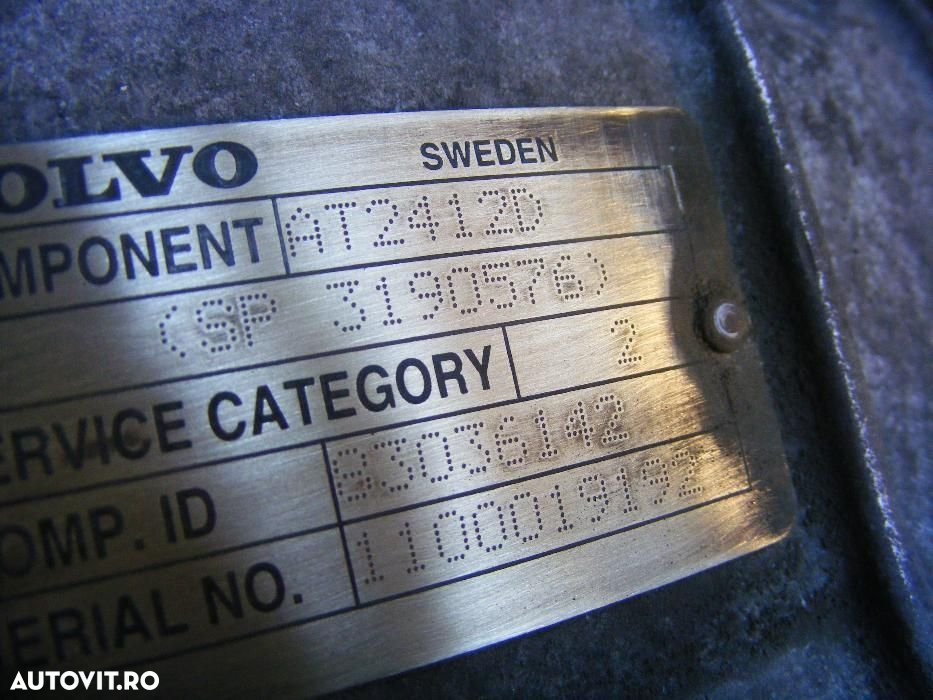 OLVO SWEDEN
MPONENT AT2412D
(SP 3190576)
ERVICE CATEGORY 2
OMP. ID 83036142
ERIAL NO. 1100019192
AUTOVIT.RO